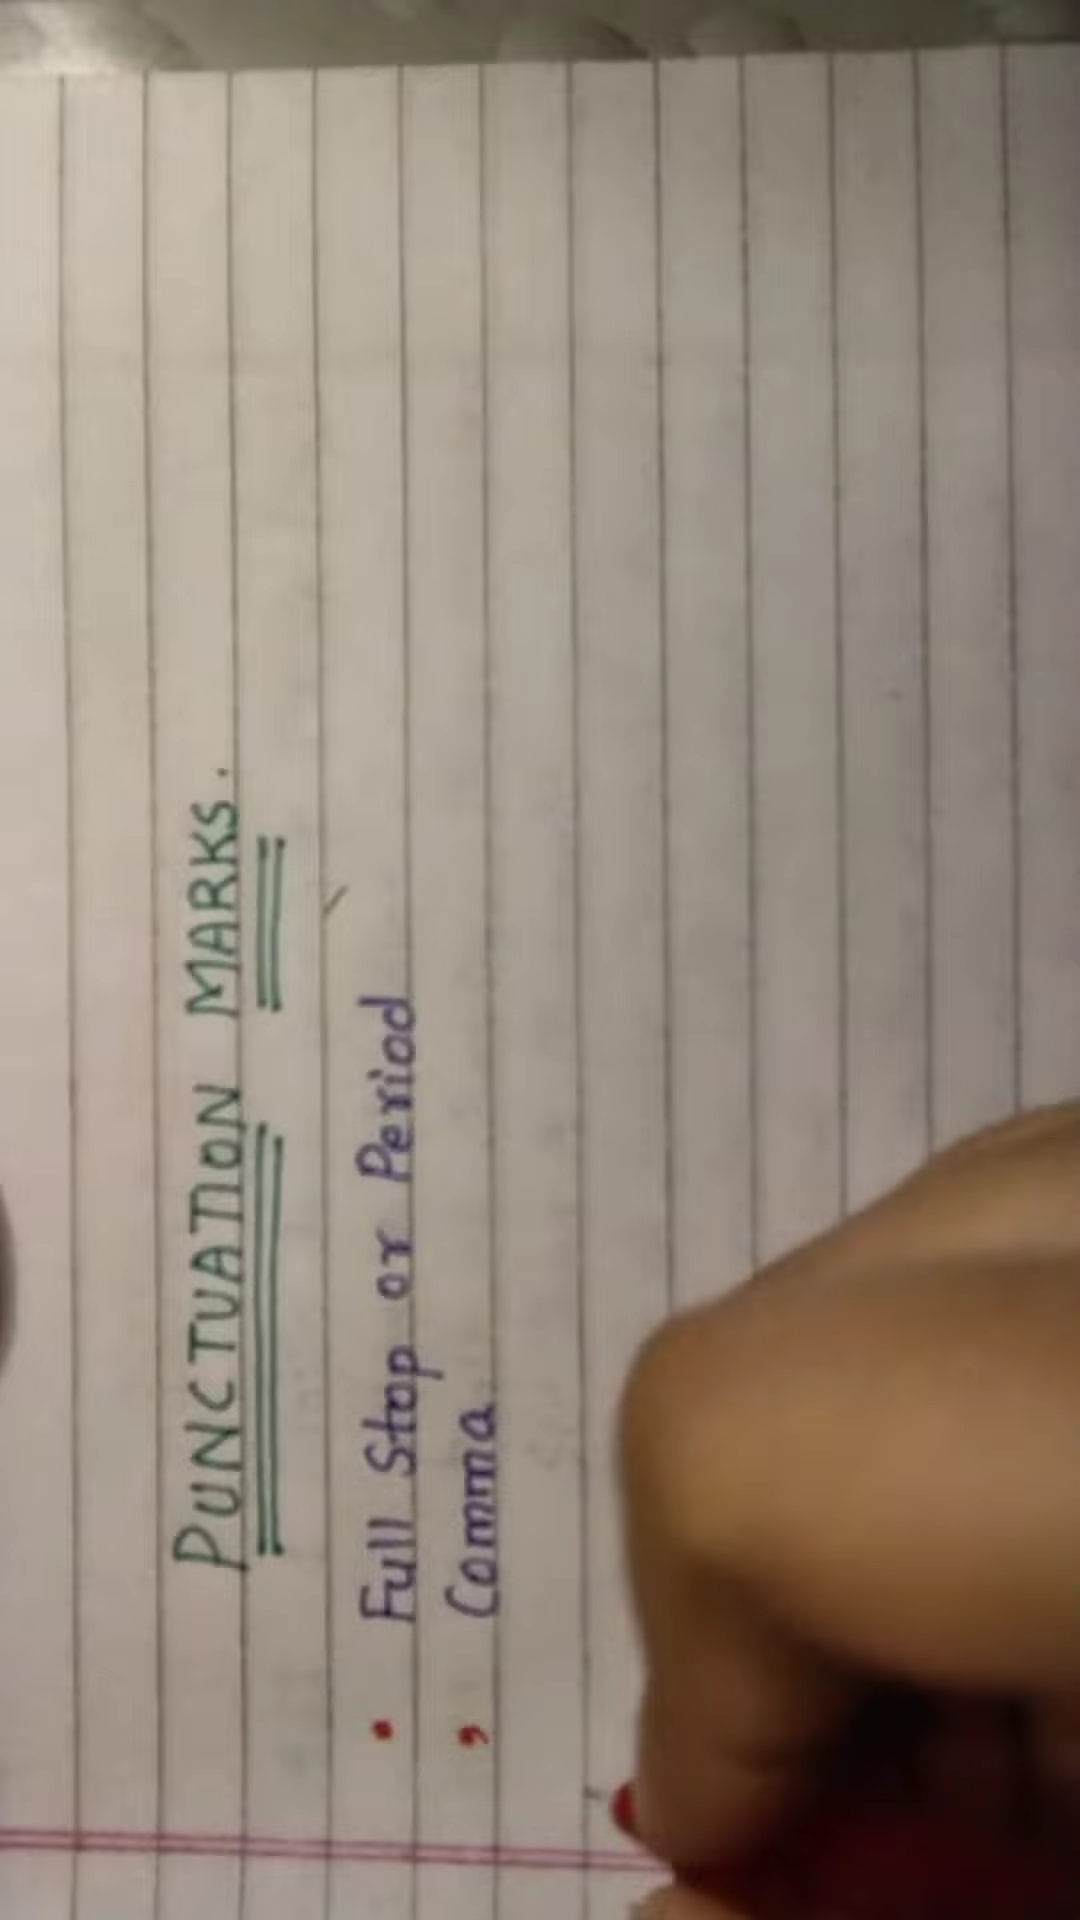 PUNCTUATION MARKS.
. Full Stop or Period
, Comma